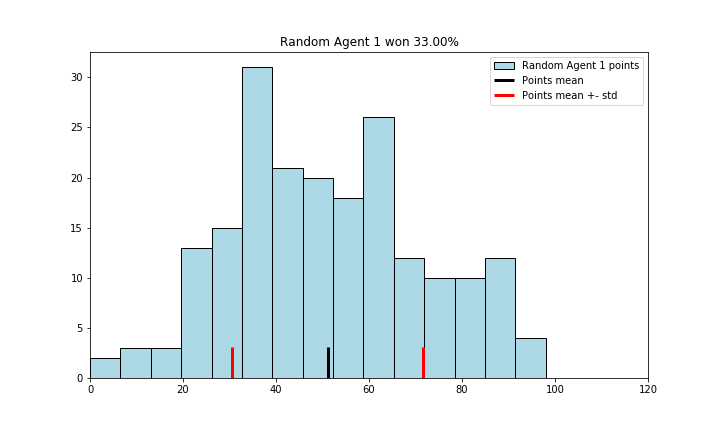 Random Agent 1 won 33.00%
Random Agent 1 points
Points mean
Points mean +- std
30
25
20
15
10
5
0
0 20 40 60 80 100 120